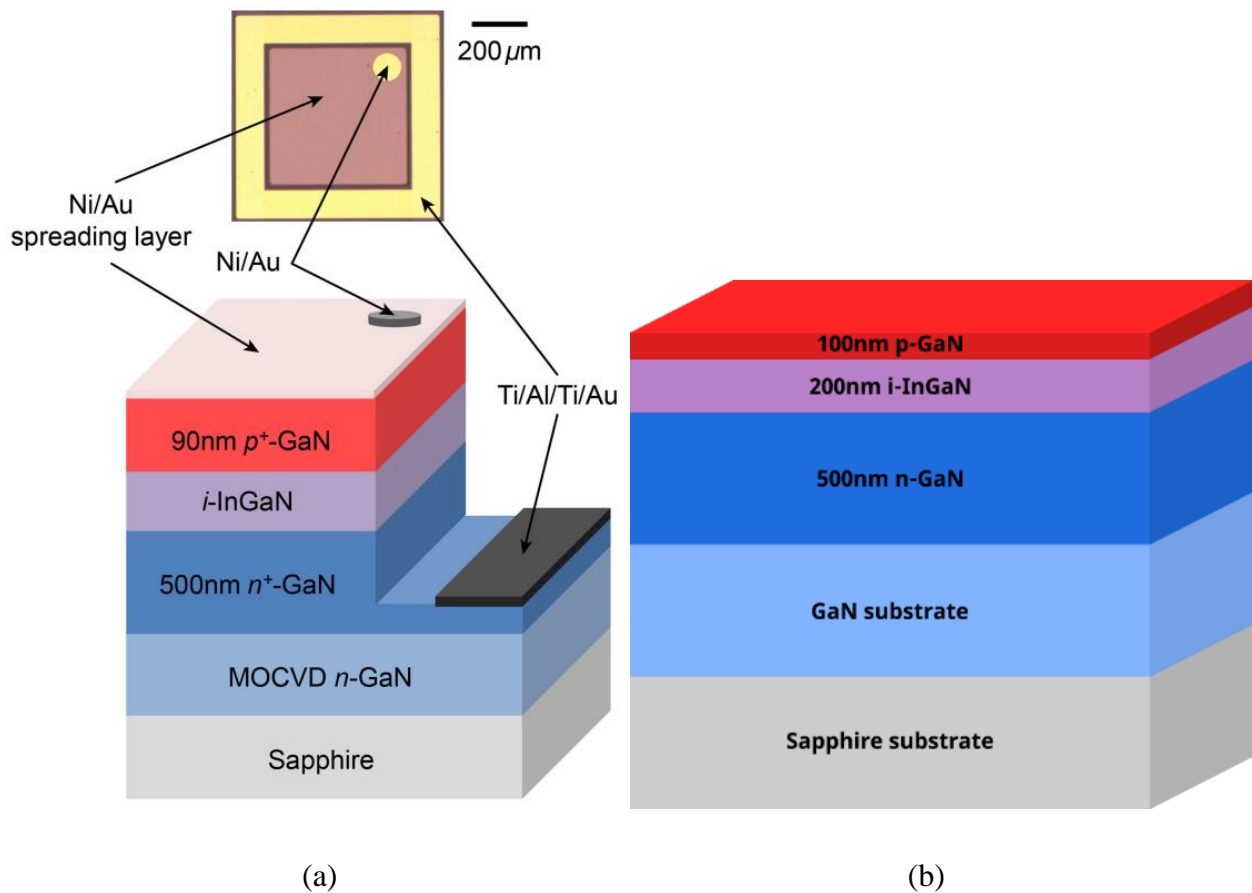 200 µm
Ni/Au
spreading layer
Ni/Au
Ti/Al/Ti/Au
90nm p⁺-GaN
i-InGaN
500nm n⁺-GaN
MOCVD n-GaN
Sapphire
100nm p-GaN
200nm i-InGaN
500nm n-GaN
GaN substrate
Sapphire substrate
(a)
(b)